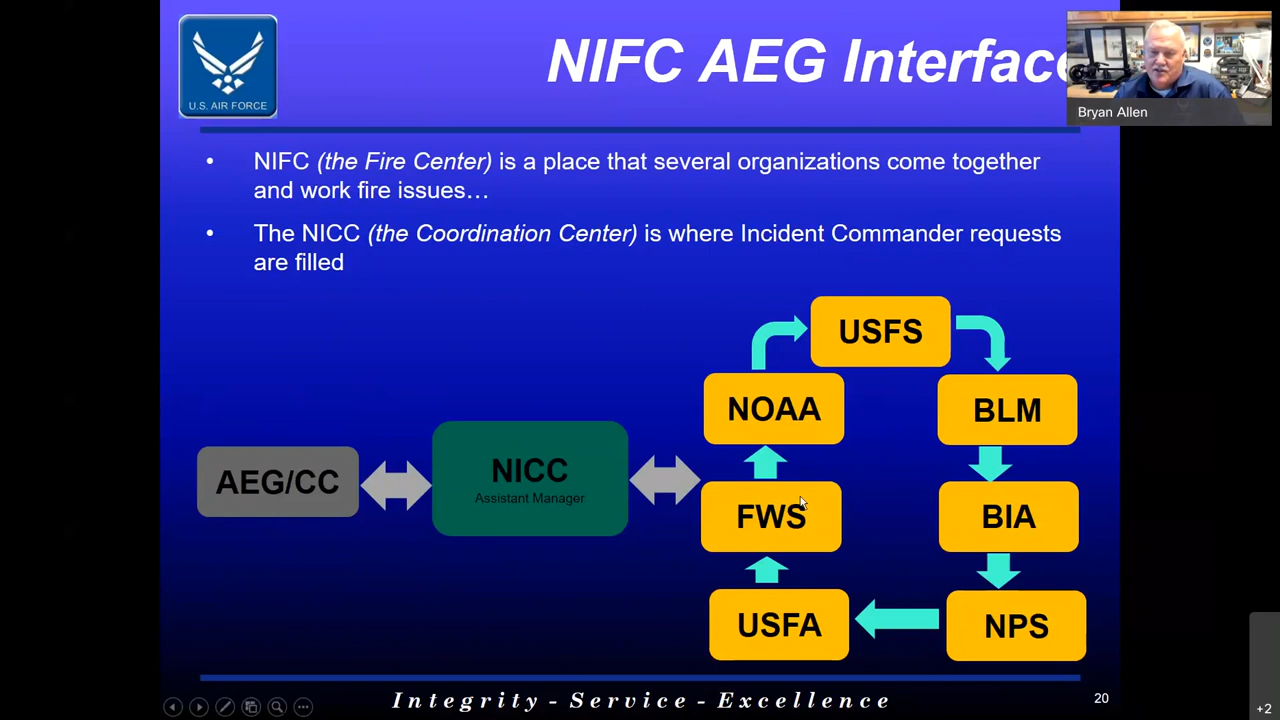 NIFC AEG Interface
U.S. AIR FORCE
Bryan Allen
• NIFC (the Fire Center) is a place that several organizations come together
and work fire issues…
• The NICC (the Coordination Center) is where Incident Commander requests
are filled
USFS
NOAA
BLM
AEG/CC
NICC
Assistant Manager
FWS
BIA
USFA
NPS
Integrity - Service - Excellence
20
+2